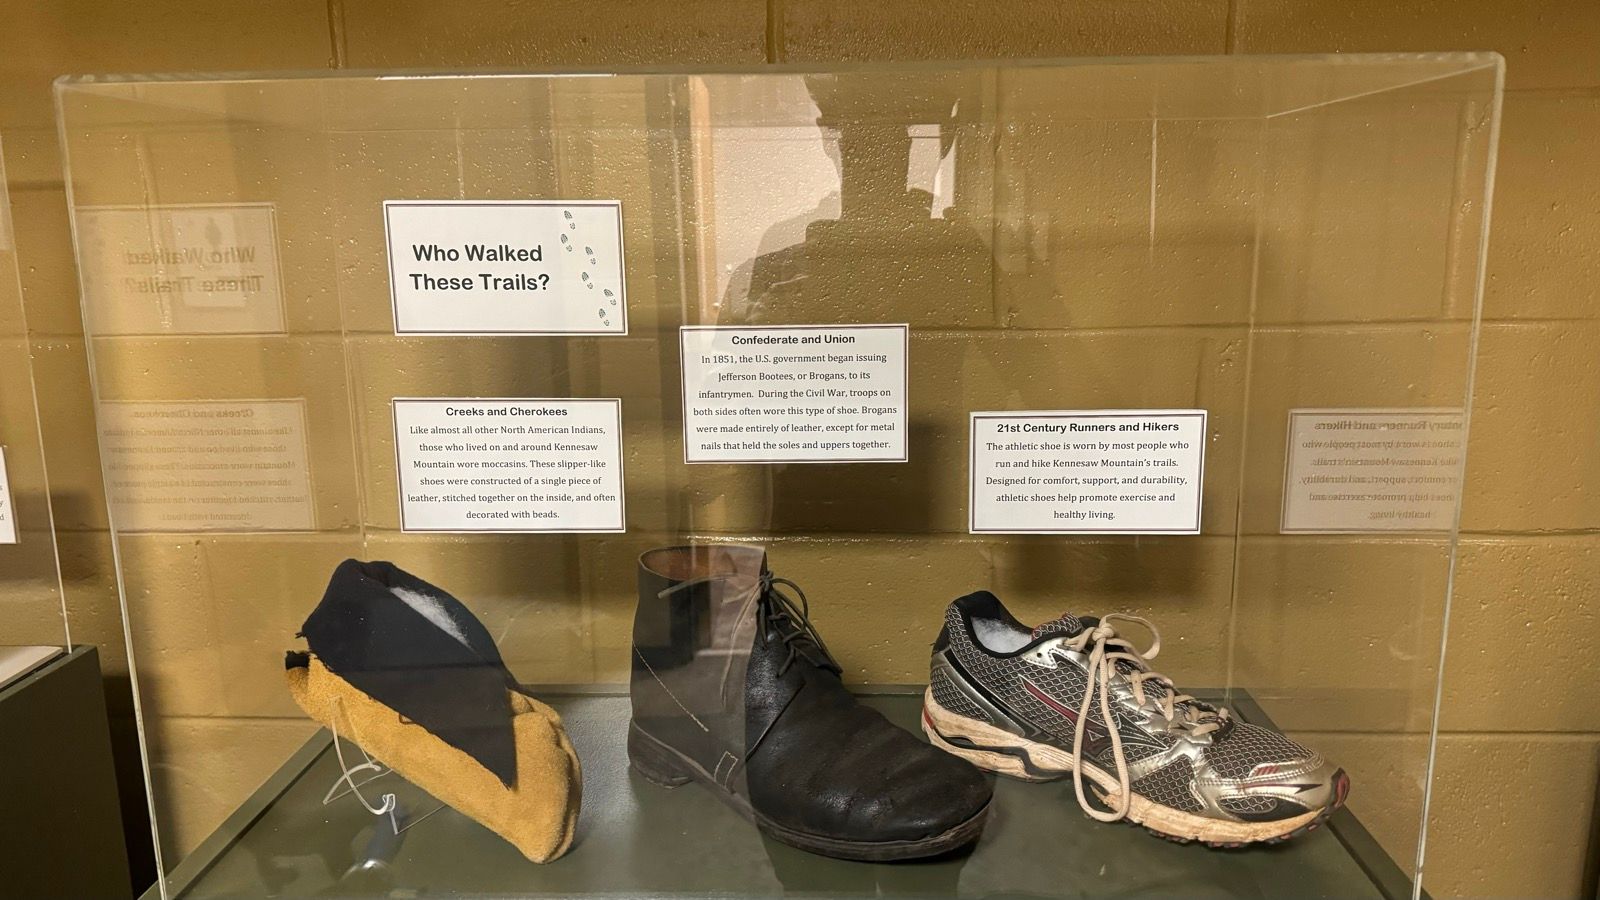 Who Walked
These Trails?
Creeks and Cherokees
Like almost all other North American Indians,
those who lived on and around Kennesaw
Mountain wore moccasins. These slipper-like
shoes were constructed of a single piece of
leather, stitched together on the inside, and often
decorated with beads.
Confederate and Union
In 1851, the U.S. government began issuing
Jefferson Bootees, or Brogans, to its
infantrymen. During the Civil War, troops on
both sides often wore this type of shoe. Brogans
were made entirely of leather, except for metal
nails that held the soles and uppers together.
21st Century Runners and Hikers
The athletic shoe is worn by most people who
run and hike Kennesaw Mountain's trails.
Designed for comfort, support, and durability,
athletic shoes help promote exercise and
healthy living.